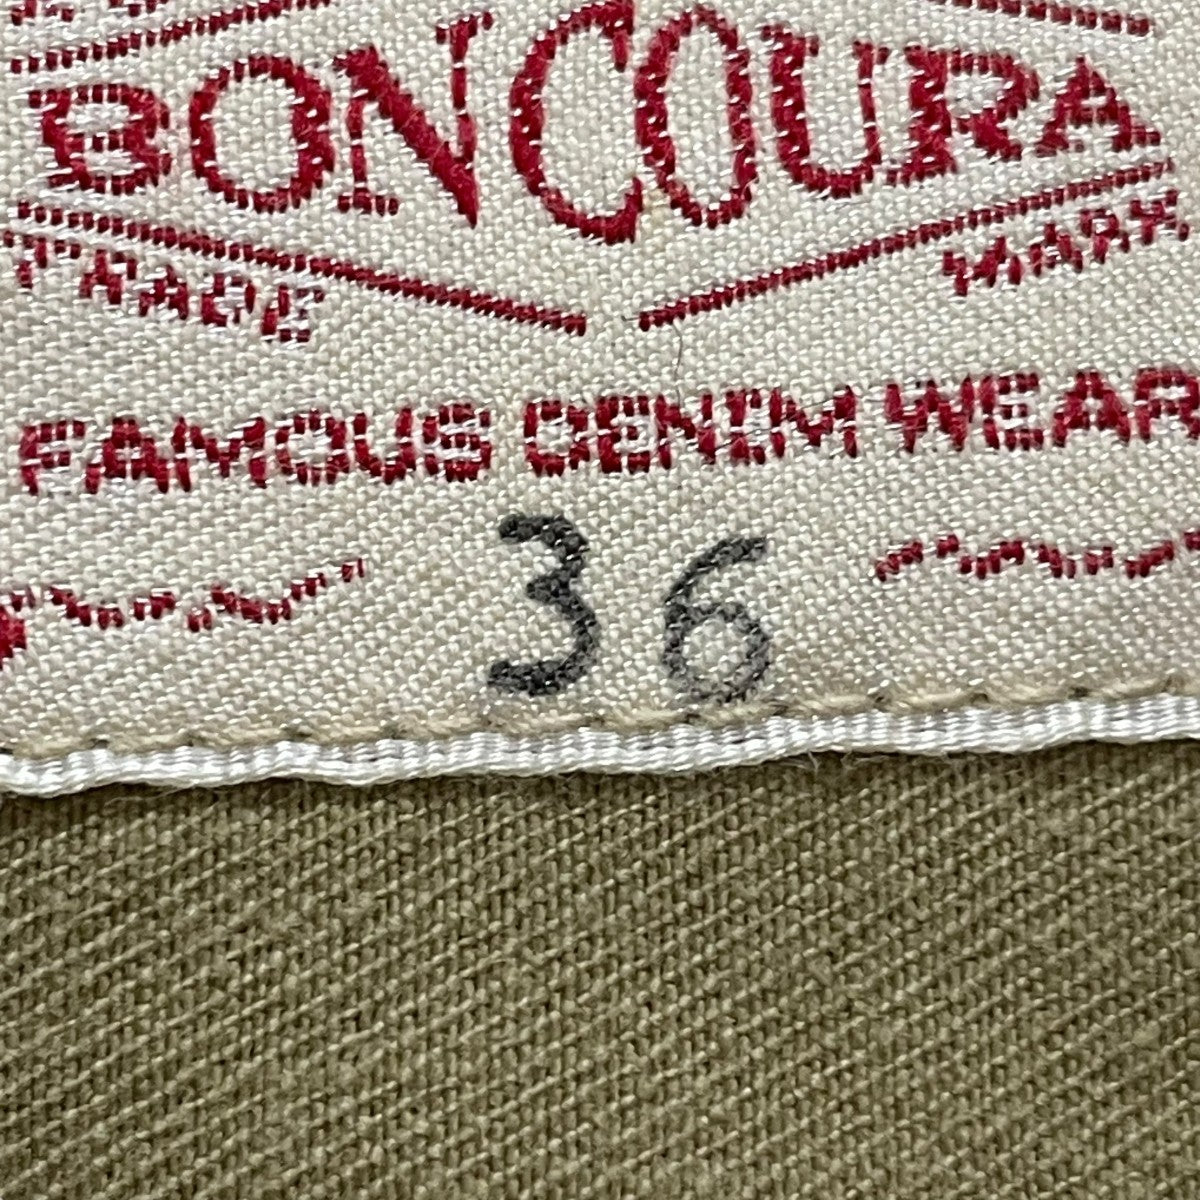 BONCOURA
TRADE MARK
FAMOUS DENIM WEAR
36